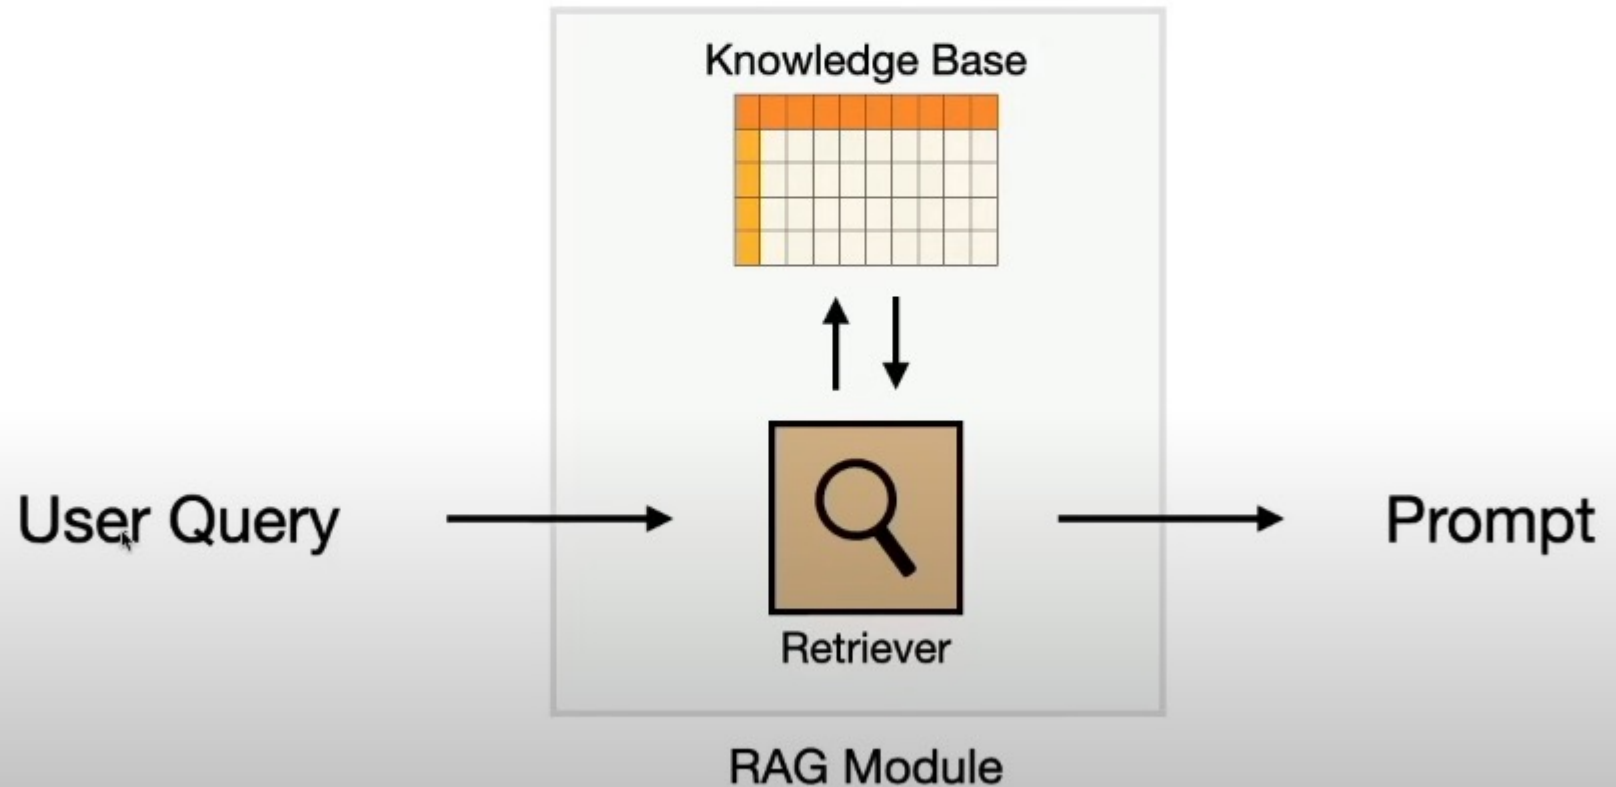 Knowledge Base
User Query
Prompt
Retriever
RAG Module